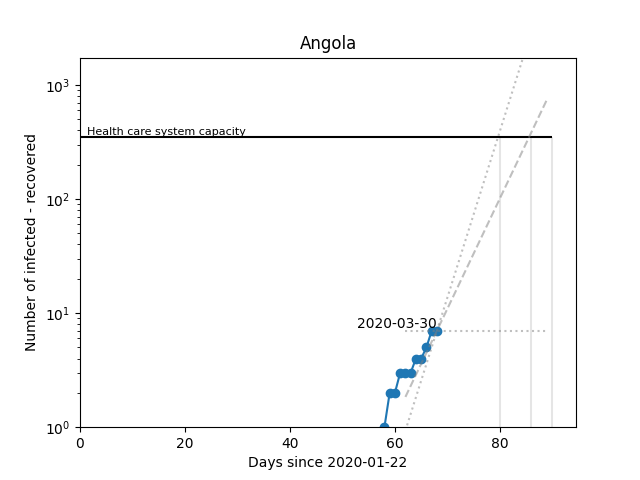 Angola
Number of infected - recovered
10³
Health care system capacity
10²
2020-03-30
10¹
10⁰
0 20 40 60 80
Days since 2020-01-22